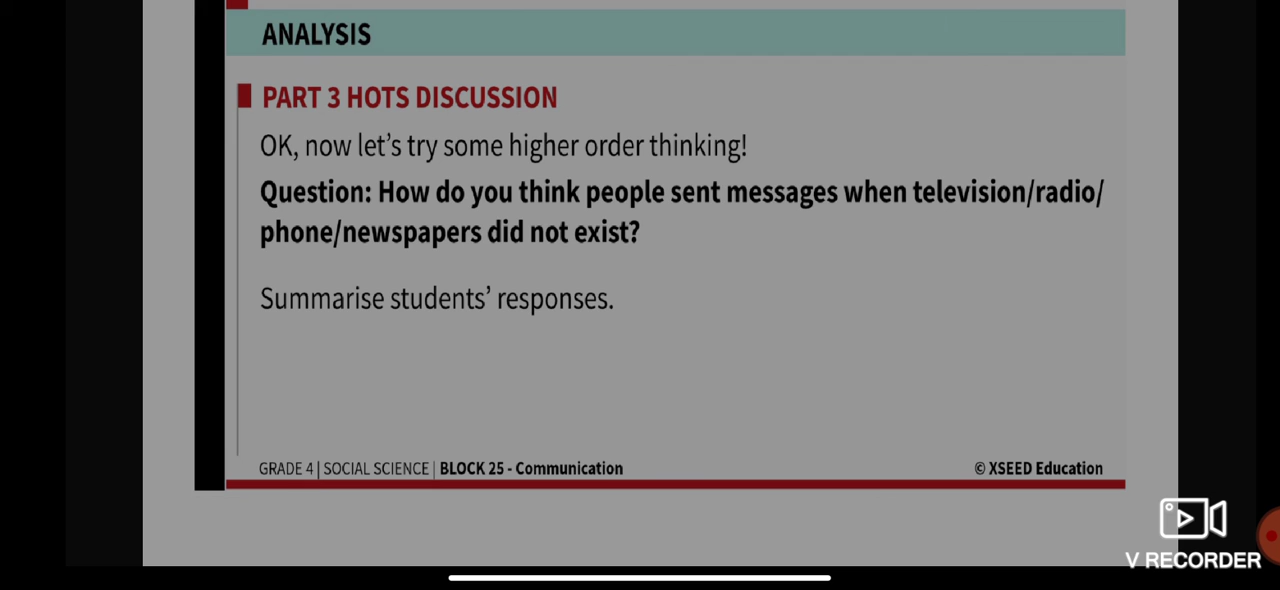 ANALYSIS
PART 3 HOTS DISCUSSION
OK, now let's try some higher order thinking!
Question: How do you think people sent messages when television/radio/
phone/newspapers did not exist?
Summarise students' responses.
GRADE 4 | SOCIAL SCIENCE | BLOCK 25 - Communication
© XSEED Education
V RECORDER